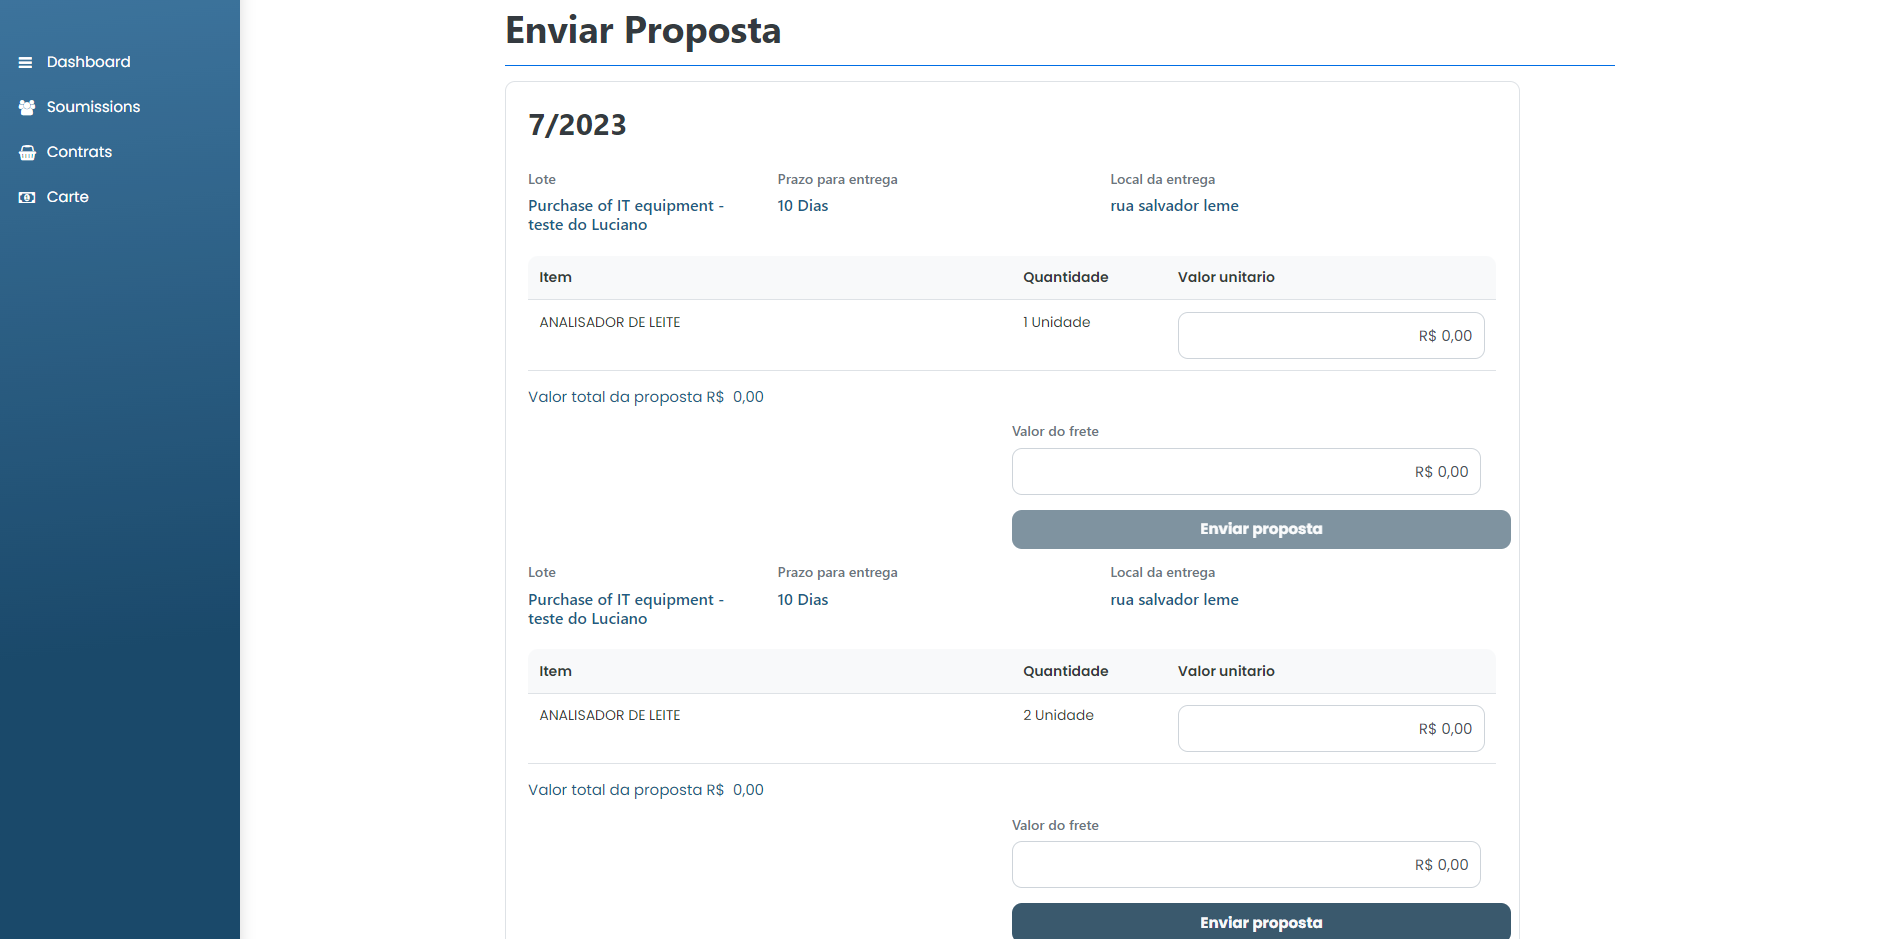 Dashboard
Soumissions
Contrats
Carte
Enviar Proposta
7/2023
Lote
Prazo para entrega
Local da entrega
Purchase of IT equipment -
teste do Luciano
10 Dias
rua salvador leme
Item
Quantidade
Valor unitario
ANALISADOR DE LEITE
1 Unidade
R$ 0,00
Valor total da proposta R$ 0,00
Valor do frete
R$ 0,00
Enviar proposta
Lote
Prazo para entrega
Local da entrega
Purchase of IT equipment -
teste do Luciano
10 Dias
rua salvador leme
Item
Quantidade
Valor unitario
ANALISADOR DE LEITE
2 Unidade
R$ 0,00
Valor total da proposta R$ 0,00
Valor do frete
R$ 0,00
Enviar proposta